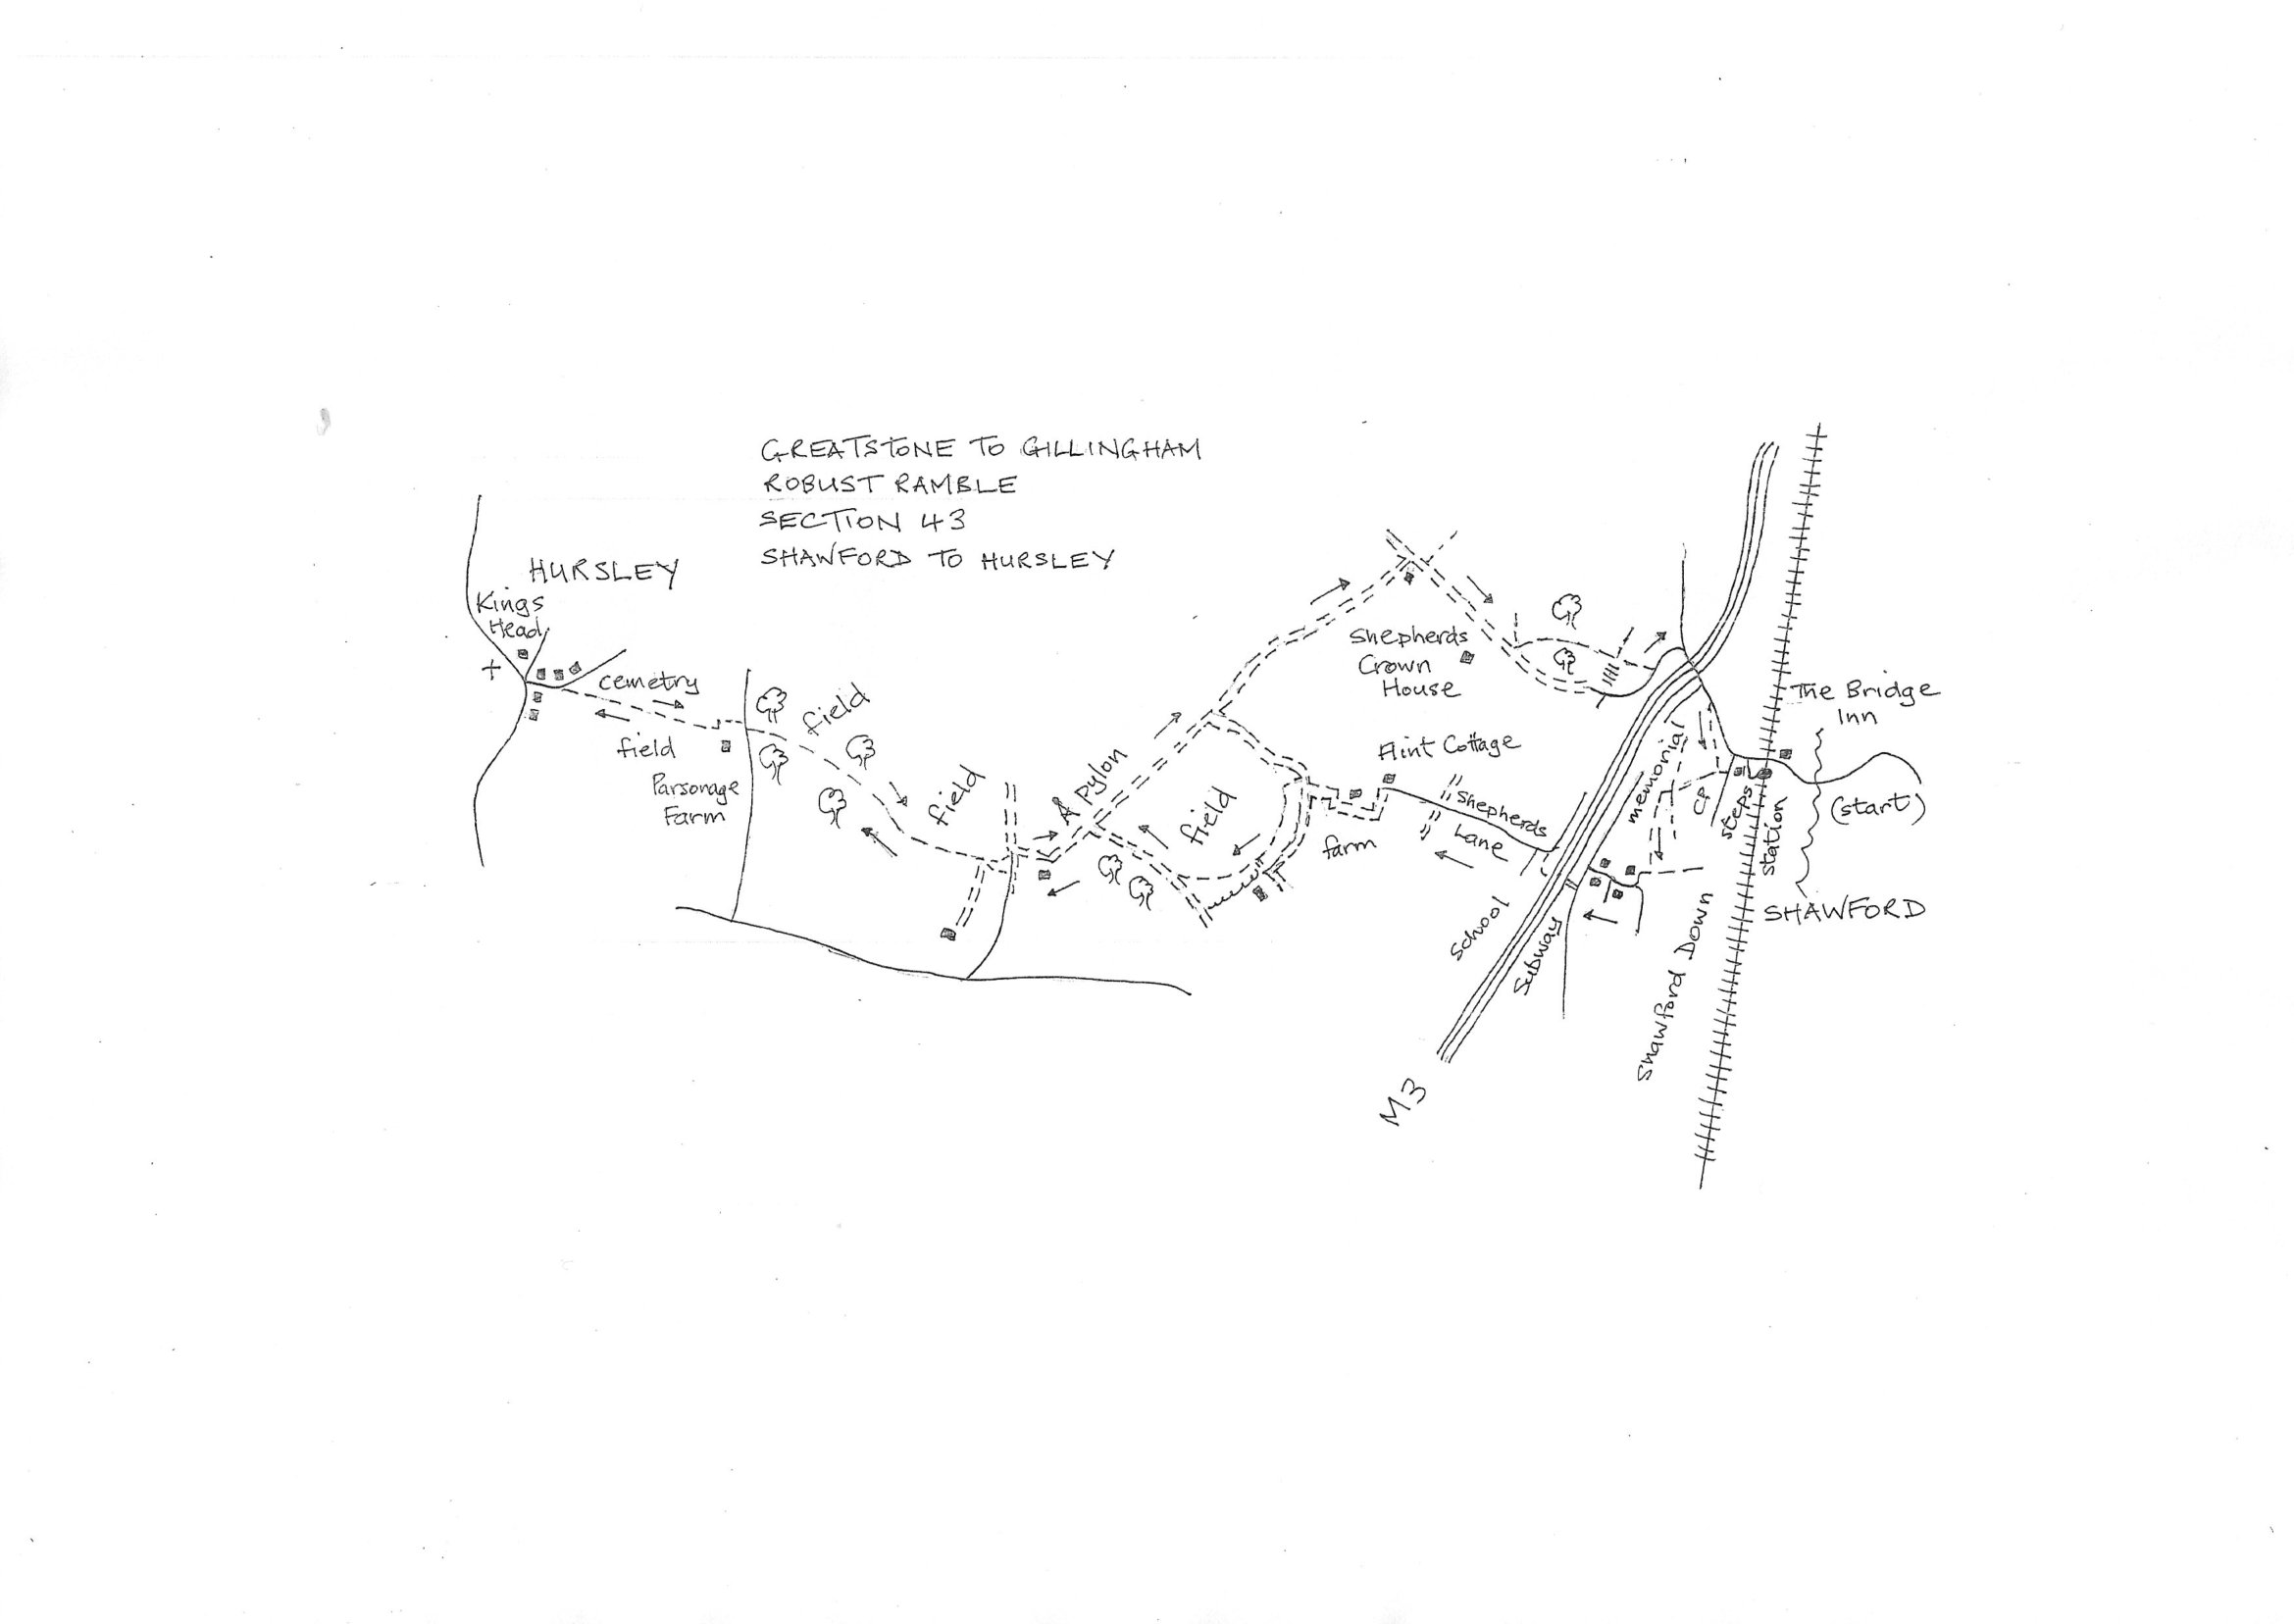 GREATSTONE TO GILLINGHAM
ROBUST RAMBLE
SECTION 43
SHAWFORD TO HURSLEY
HURSLEY
Kings
Head
cemetry
field
Parsonage
Farm
field
field
Pylon
field
farm
Flint Cottage
Shepherds
Lane
Shepherds
Crown
House
School
Subway
M3
memorial
CP
steps
station
Shawford Down
The Bridge
Inn
(start)
SHAWFORD